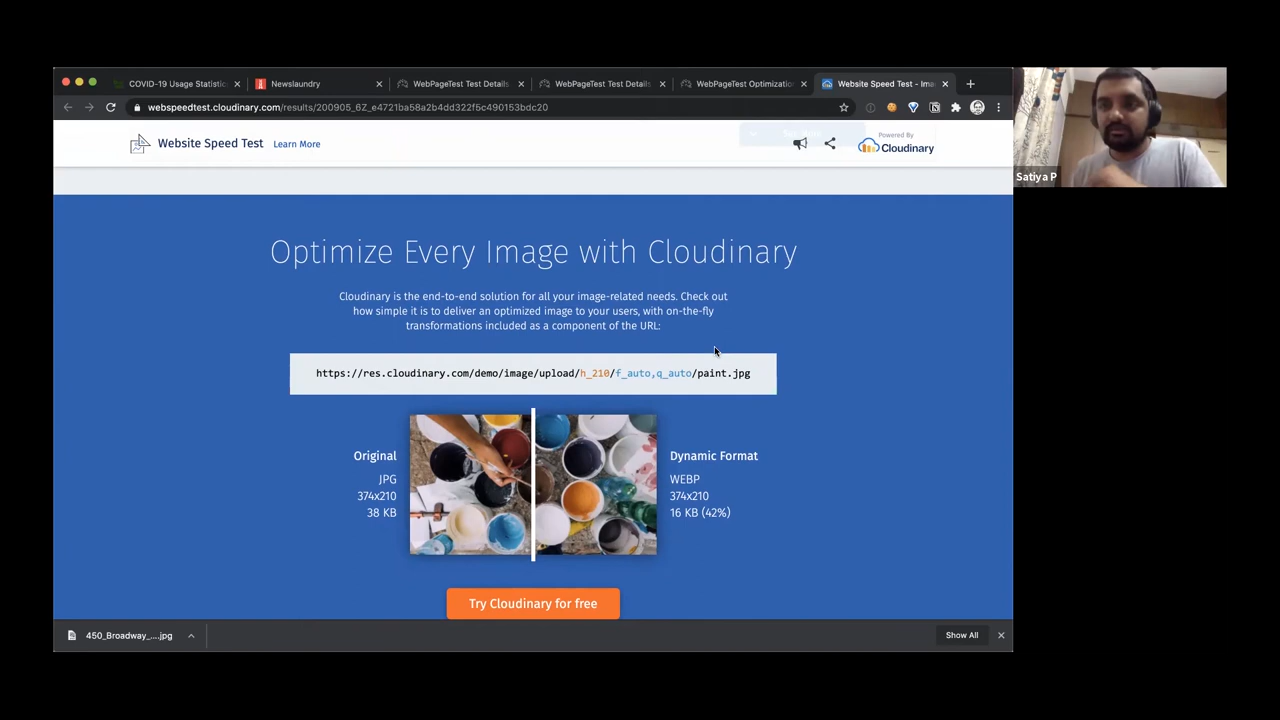 COVID-19 Usage Statistic
Newslaundry
WebPageTest Test Details
WebPageTest Test Details
WebPageTest Optimizatio
Website Speed Test - Ima
webspeedtest.cloudinary.com/results/200905_6Z_e4721ba58a2b4dd322f5c490153bdc20
Website Speed Test
Learn More
Powered By
Cloudinary
Satiya P
Optimize Every Image with Cloudinary
Cloudinary is the end-to-end solution for all your image-related needs. Check out
how simple it is to deliver an optimized image to your users, with on-the-fly
transformations included as a component of the URL:
https://res.cloudinary.com/demo/image/upload/h_210/f_auto,q_auto/paint.jpg
Original
JPG
374x210
38 KB
Dynamic Format
WEBP
374x210
16 KB (42%)
Try Cloudinary for free
450_Broadway_....jpg
Show All